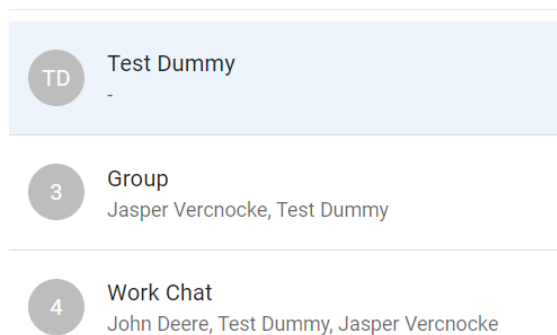 TD
Test Dummy
-
3
Group
Jasper Vercnocke, Test Dummy
4
Work Chat
John Deere, Test Dummy, Jasper Vercnocke